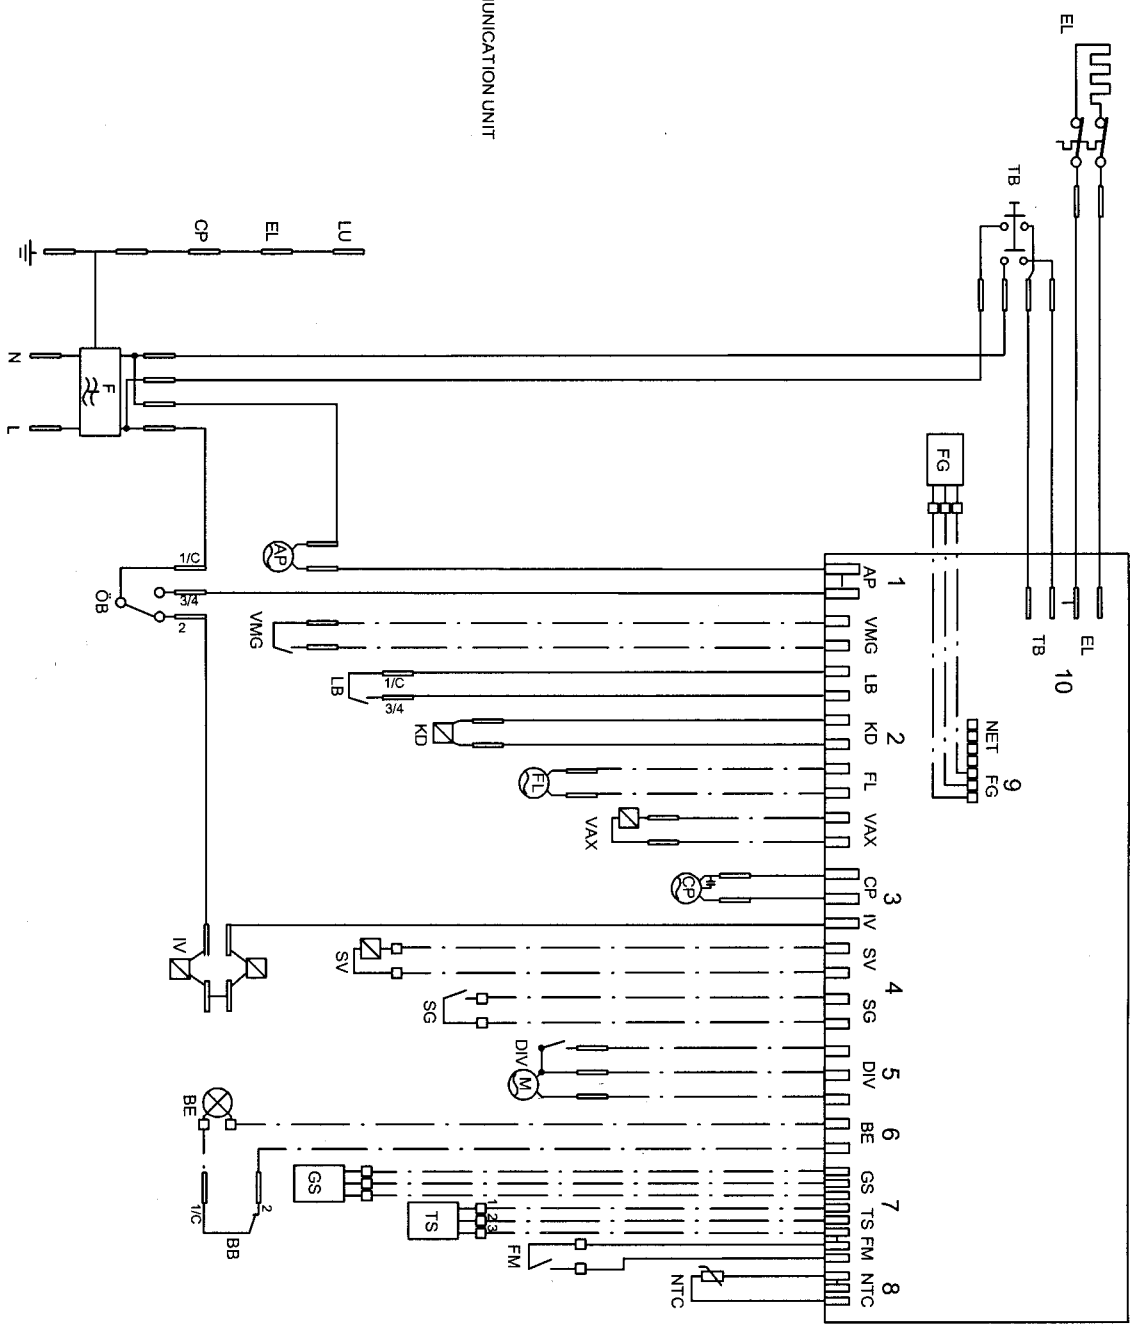 UNICATION UNIT
EL
TB
LU
EL
CP
N
F
L
FG
AP
1
AP
1/C
3/4
2
ÖB
VMG
VMG
LB
1/C
3/4
LB
KD
2
KD
FL
FL
VAX
VAX
CP
3
CP
IV
IV
SV
SV
4
SG
SG
DIV
M
5
DIV
BE
6
BE
1/C
2
BB
GS
GS
7
TS
1
2
3
TS
FM
FM
NTC
8
NTC
9
NET
FG
10
TB
EL